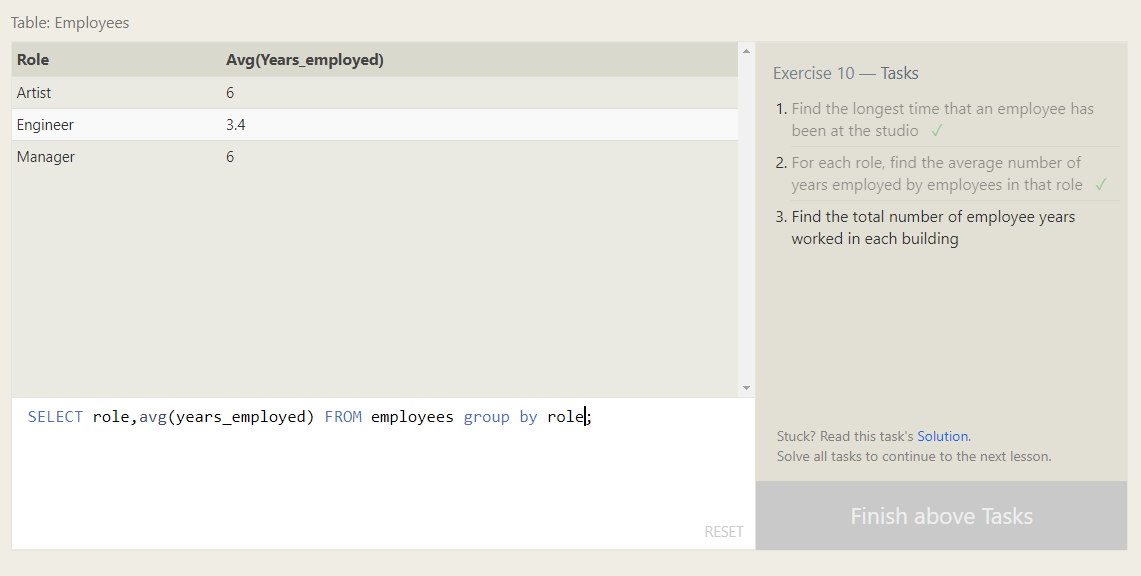 Table: Employees
Role Avg(Years_employed)
Artist 6
Engineer 3.4
Manager 6
SELECT role,avg(years_employed) FROM employees group by role;
RESET
Exercise 10 — Tasks
1. Find the longest time that an employee has
been at the studio ✓
2. For each role, find the average number of
years employed by employees in that role ✓
3. Find the total number of employee years
worked in each building
Stuck? Read this task's Solution.
Solve all tasks to continue to the next lesson.
Finish above Tasks